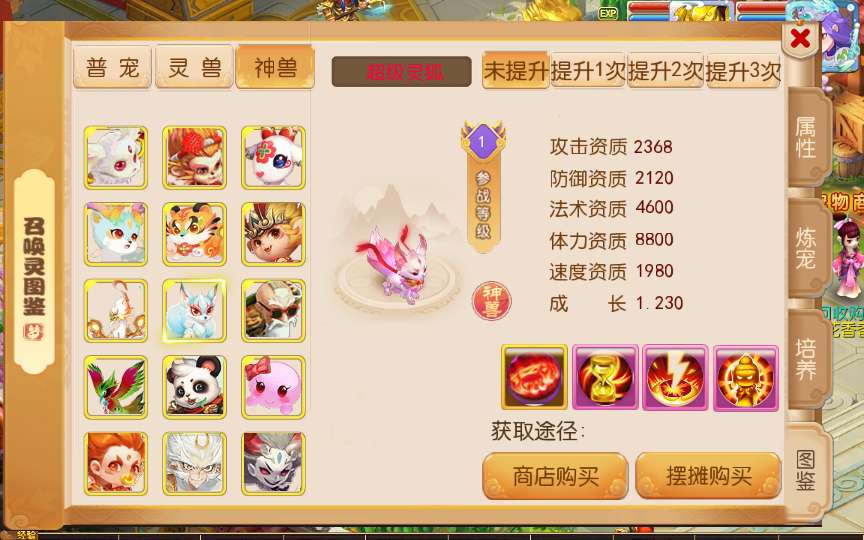 EXP
普宠
灵兽
神兽
超级灵狐
未提升
提升1次
提升2次
提升3次
召唤灵图鉴
梦
1
参战等级
神兽
攻击资质 2368
防御资质 2120
法术资质 4600
体力资质 8800
速度资质 1980
成 长 1.230
获取途径:
商店购买
摆摊购买
属性
炼宠
培养
图鉴
经验